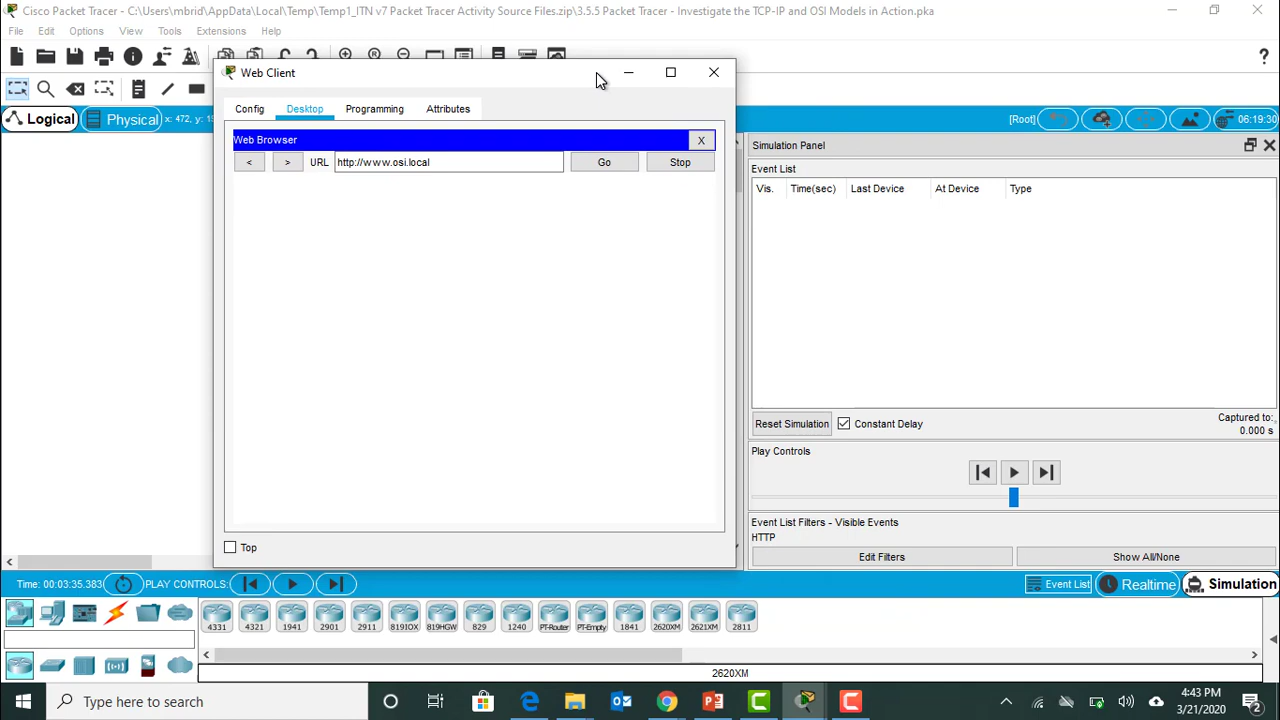 Cisco Packet Tracer - C:\Users\mbrid\AppData\Local\Temp\Temp1_ITN v7 Packet Tracer Activity Source Files.zip\3.5.5 Packet Tracer - Investigate the TCP-IP and OSI Models in Action.pka
File Edit Options View Tools Extensions Help
Web Client
Logical Physical x: 472, y: 15 [Root] 06:19:30
Config Desktop Programming Attributes
Web Browser X
< > URL http://www.osi.local Go Stop
Simulation Panel
Event List
Vis. Time(sec) Last Device At Device Type
Reset Simulation Constant Delay Captured to:
0.000 s
Play Controls
Event List Filters - Visible Events
HTTP
Edit Filters Show All/None
Top
Time: 00:03:35.383 PLAY CONTROLS: Event List Realtime Simulation
4331 4321 1941 2901 2911 819IOX 819HGW 829 1240 PT-Router PT-Empty 1841 2620XM 2621XM 2811
2620XM
Type here to search
4:43 PM
3/21/2020
2